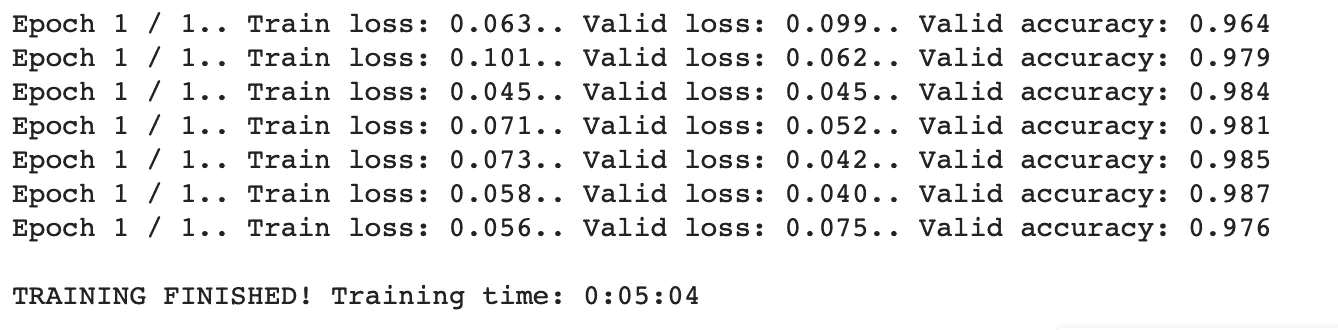 Epoch 1 / 1.. Train loss: 0.063.. Valid loss: 0.099.. Valid accuracy: 0.964
Epoch 1 / 1.. Train loss: 0.101.. Valid loss: 0.062.. Valid accuracy: 0.979
Epoch 1 / 1.. Train loss: 0.045.. Valid loss: 0.045.. Valid accuracy: 0.984
Epoch 1 / 1.. Train loss: 0.071.. Valid loss: 0.052.. Valid accuracy: 0.981
Epoch 1 / 1.. Train loss: 0.073.. Valid loss: 0.042.. Valid accuracy: 0.985
Epoch 1 / 1.. Train loss: 0.058.. Valid loss: 0.040.. Valid accuracy: 0.987
Epoch 1 / 1.. Train loss: 0.056.. Valid loss: 0.075.. Valid accuracy: 0.976
TRAINING FINISHED! Training time: 0:05:04